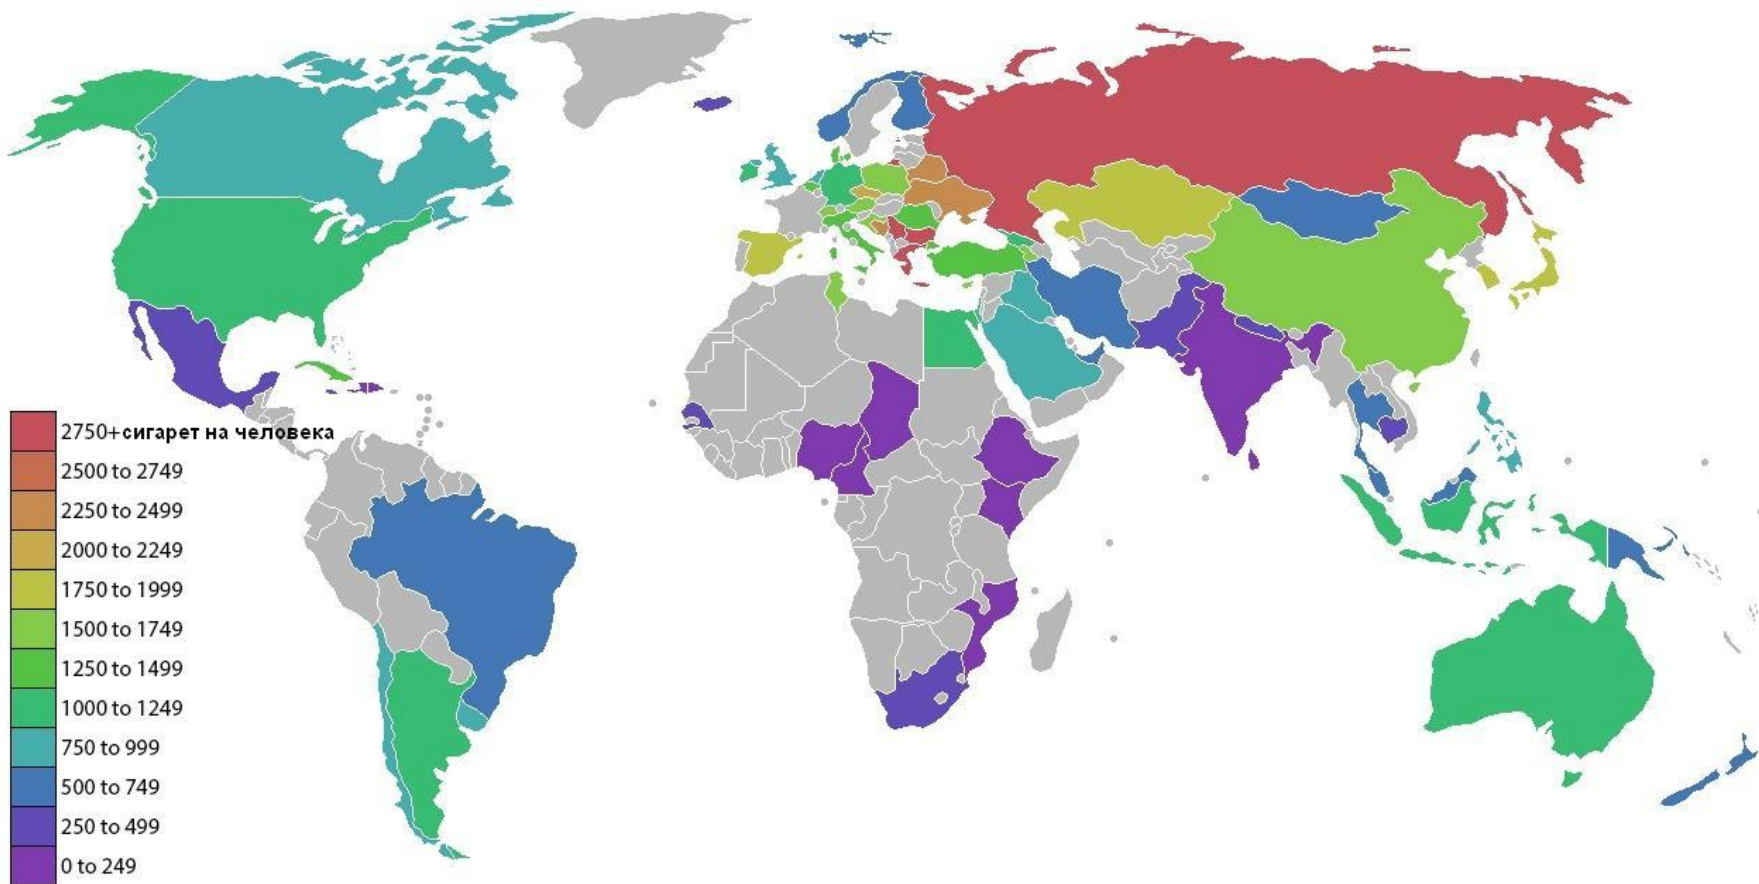 2750+сигарет на человека
2500 to 2749
2250 to 2499
2000 to 2249
1750 to 1999
1500 to 1749
1250 to 1499
1000 to 1249
750 to 999
500 to 749
250 to 499
0 to 249